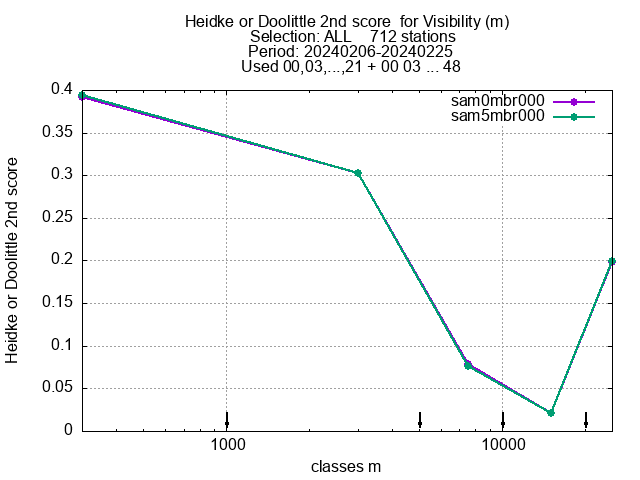 Heidke or Doolittle 2nd score  for Visibility (m)
Selection: ALL    712 stations
Period: 20240206-20240225
Used 00,03,...,21 + 00 03 ... 48
sam0mbr000
sam5mbr000
Heidke or Doolittle 2nd score
0.4
0.35
0.3
0.25
0.2
0.15
0.1
0.05
0
1000 10000
classes m